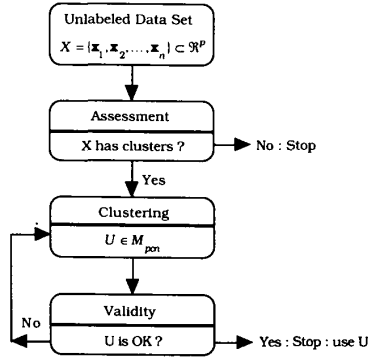 Unlabeled Data Set
X = {x₁, x₂, ..., xₙ} ⊂ ℜᵖ
Assessment
X has clusters ?
No : Stop
Yes
Clustering
U ∈ M_pcn
No
Validity
U is OK ?
Yes : Stop : use U